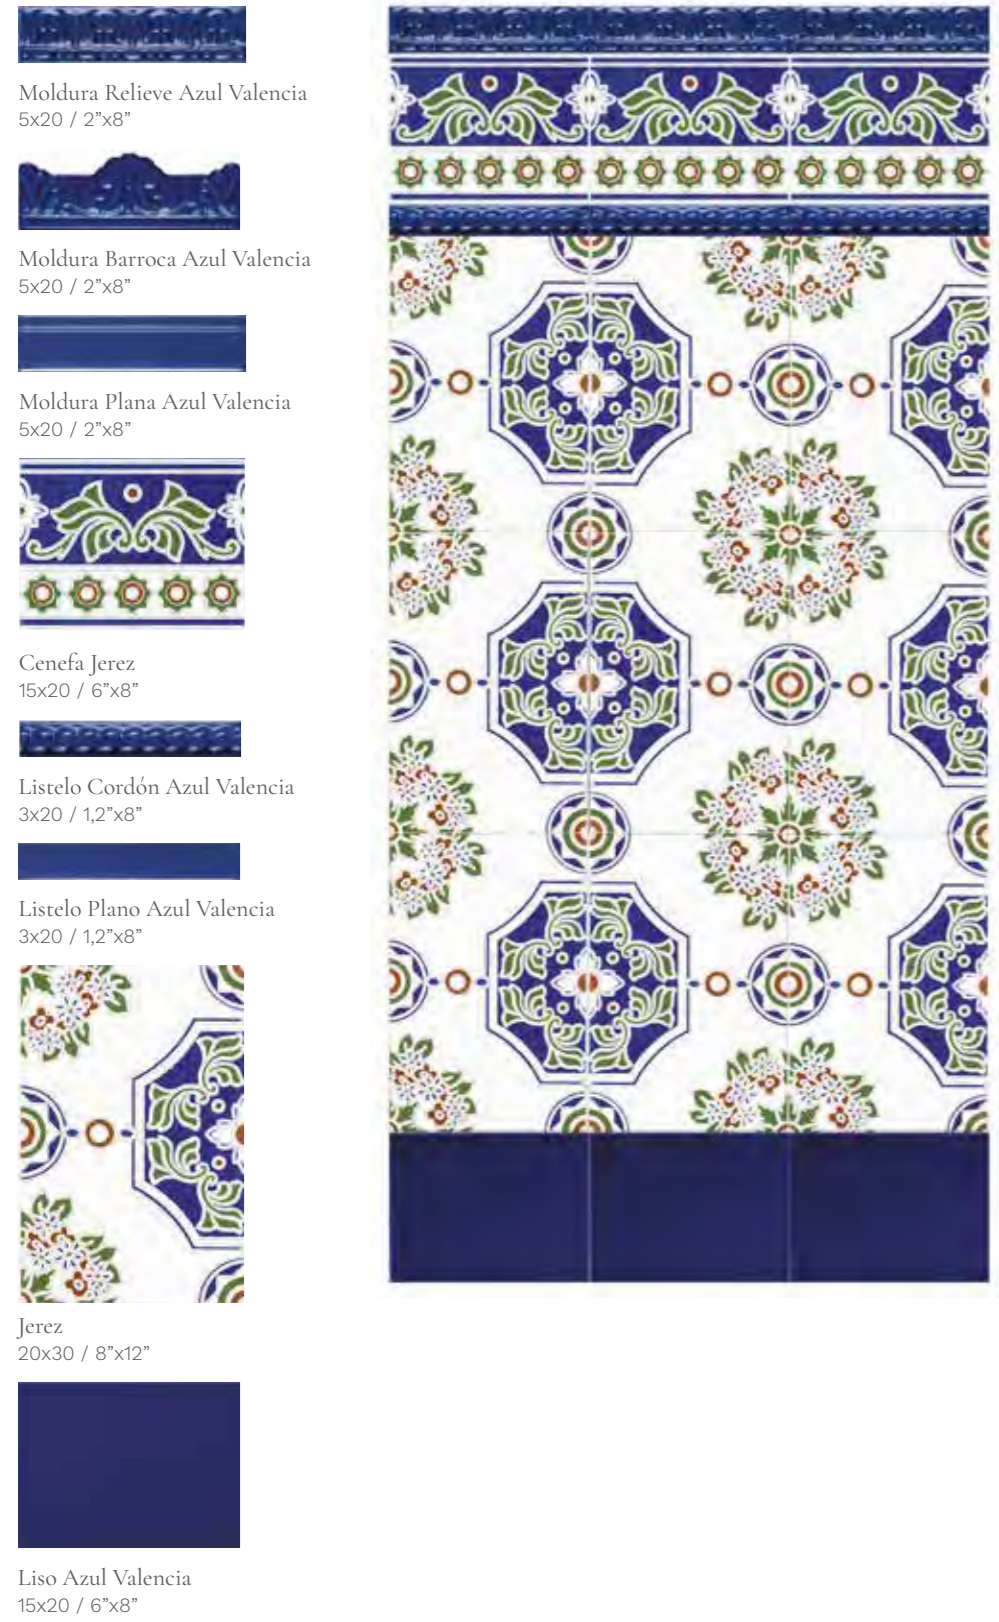 Moldura Relieve Azul Valencia
5x20 / 2”x8”
Moldura Barroca Azul Valencia
5x20 / 2”x8”
Moldura Plana Azul Valencia
5x20 / 2”x8”
Cenefa Jerez
15x20 / 6”x8”
Listelo Cordón Azul Valencia
3x20 / 1,2”x8”
Listelo Plano Azul Valencia
3x20 / 1,2”x8”
Jerez
20x30 / 8”x12”
Liso Azul Valencia
15x20 / 6”x8”